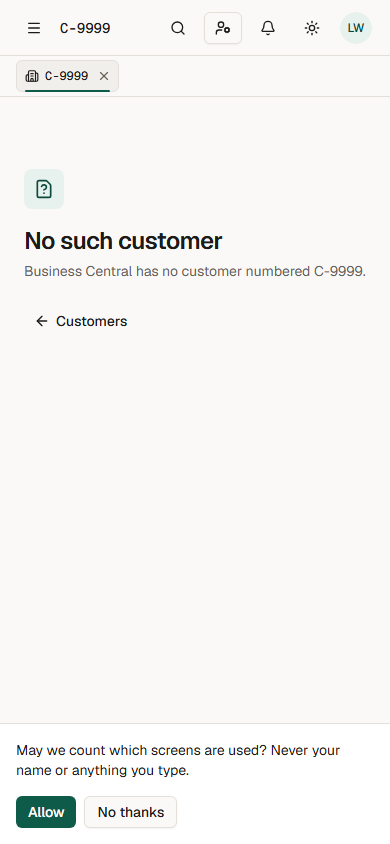 C-9999
LW
C-9999
No such customer
Business Central has no customer numbered C-9999.
Customers
May we count which screens are used? Never your
name or anything you type.
Allow
No thanks